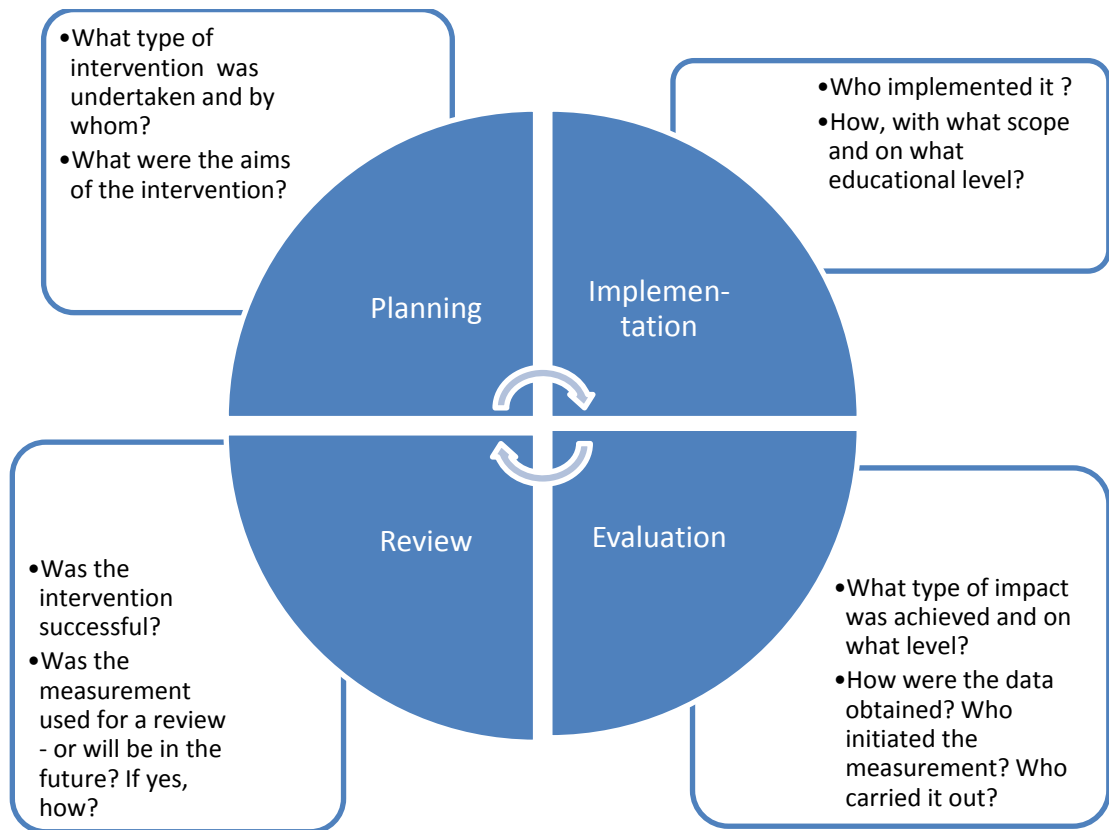 •What type of
intervention was
undertaken and by
whom?
•What were the aims
of the intervention?
•Who implemented it ?
•How, with what scope
and on what
educational level?
Planning
Implemen-
tation
Review
Evaluation
•Was the
intervention
successful?
•Was the
measurement
used for a review
- or will be in the
future? If yes,
how?
•What type of impact
was achieved and on
what level?
•How were the data
obtained? Who
initiated the
measurement? Who
carried it out?